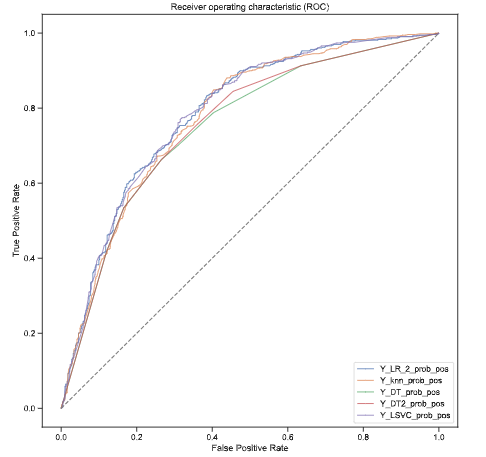 Receiver operating characteristic (ROC)
1.0
0.8
0.6
0.4
0.2
0.0
True Positive Rate
Y_LR_2_prob_pos
Y_knn_prob_pos
Y_DT_prob_pos
Y_DT2_prob_pos
Y_LSVC_prob_pos
0.0 0.2 0.4 0.6 0.8 1.0
False Positive Rate